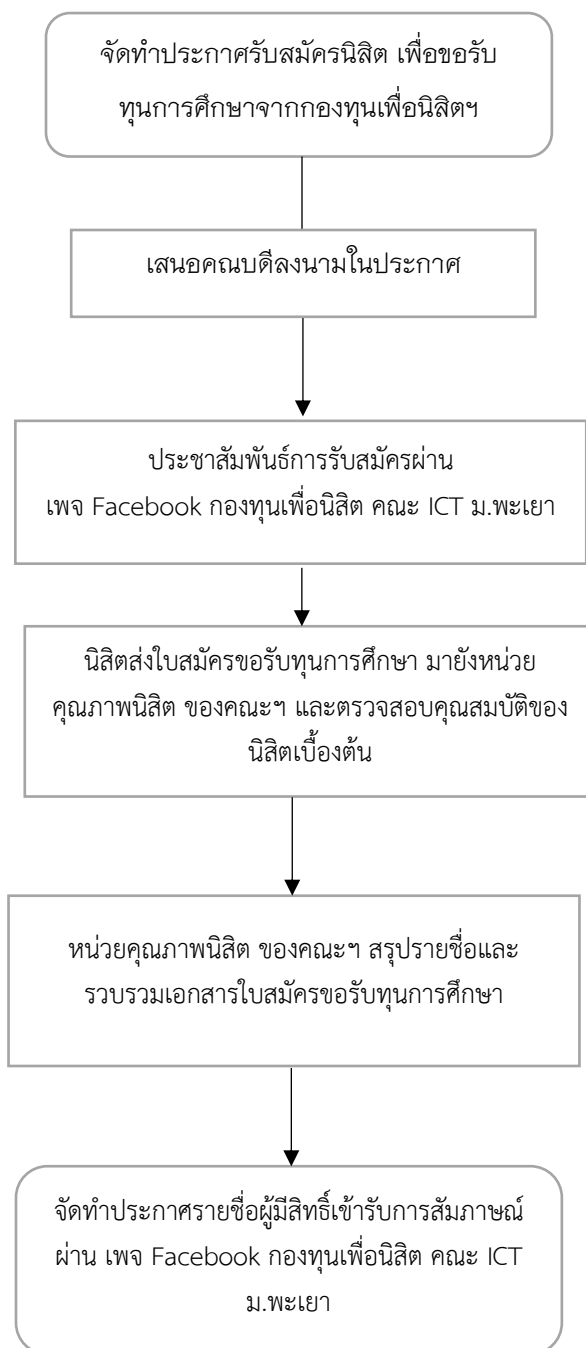 จัดทำประกาศรับสมัครนิสิต เพื่อขอรับ
ทุนการศึกษาจากกองทุนเพื่อนิสิตฯ
เสนอคณบดีลงนามในประกาศ
ประชาสัมพันธ์การรับสมัครผ่าน
เพจ Facebook กองทุนเพื่อนิสิต คณะ ICT ม.พะเยา
นิสิตส่งใบสมัครขอรับทุนการศึกษา มายังหน่วย
คุณภาพนิสิต ของคณะฯ และตรวจสอบคุณสมบัติของ
นิสิตเบื้องต้น
หน่วยคุณภาพนิสิต ของคณะฯ สรุปรายชื่อและ
รวบรวมเอกสารใบสมัครขอรับทุนการศึกษา
จัดทำประกาศรายชื่อผู้มีสิทธิ์เข้ารับการสัมภาษณ์
ผ่าน เพจ Facebook กองทุนเพื่อนิสิต คณะ ICT
ม.พะเยา